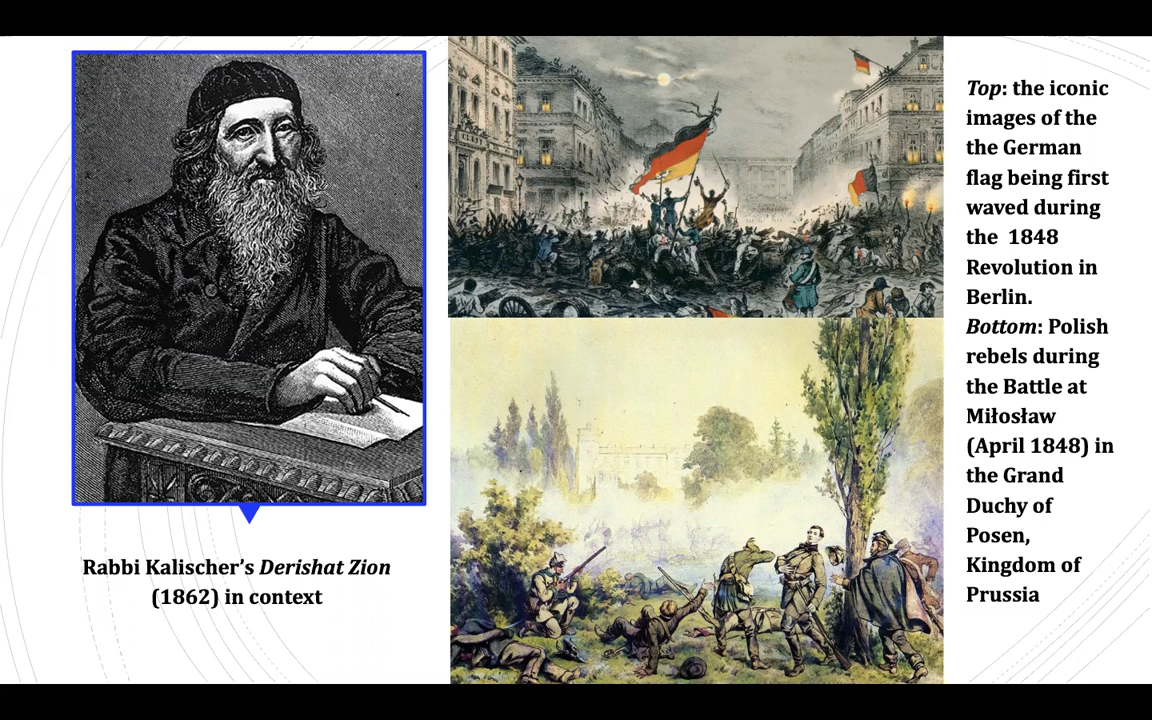 Rabbi Kalischer’s Derishat Zion
(1862) in context
Top: the iconic
images of the
the German
flag being first
waved during
the  1848
Revolution in
Berlin.
Bottom: Polish
rebels during
the Battle at
Miłosław
(April 1848) in
the Grand
Duchy of
Posen,
Kingdom of
Prussia